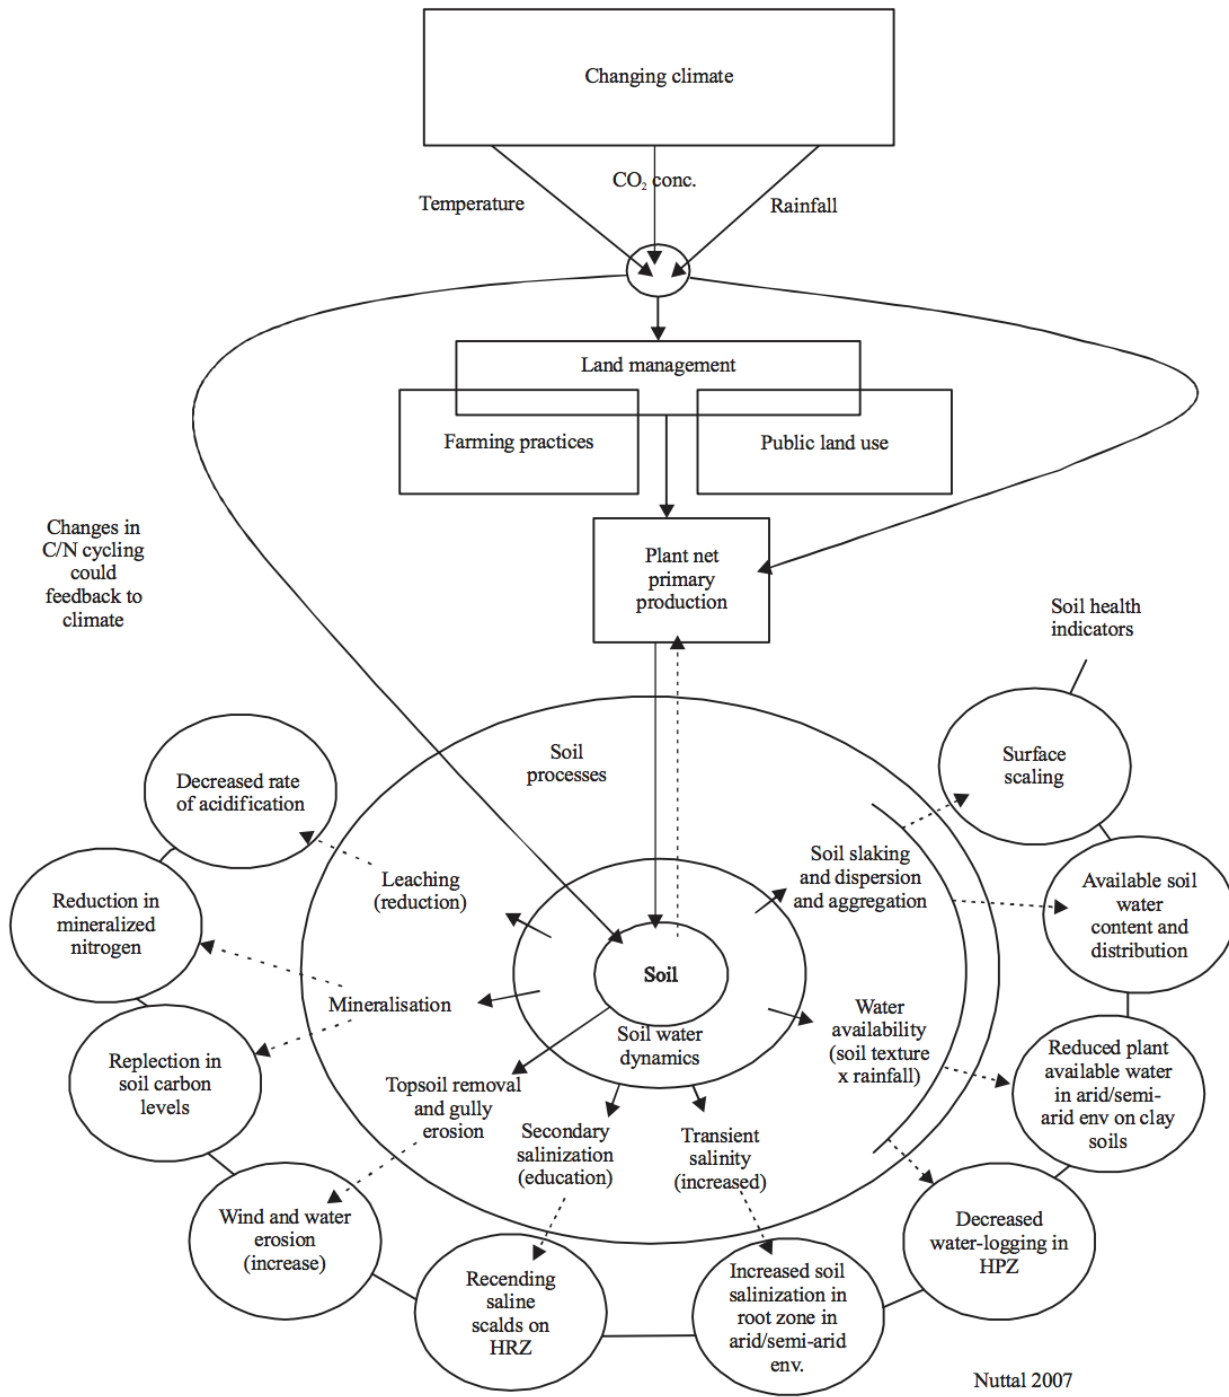 Changing climate
CO₂ conc.
Temperature
Rainfall
Land management
Farming practices
Public land use
Changes in
C/N cycling
could
feedback to
climate
Plant net
primary
production
Soil health
indicators
Soil
processes
Surface
scaling
Decreased rate
of acidification
Soil slaking
and dispersion
and aggregation
Leaching
(reduction)
Available soil
water
content and
distribution
Reduction in
mineralized
nitrogen
Soil
Mineralisation
Soil water
dynamics
Water
availability
(soil texture
x rainfall)
Replection in
soil carbon
levels
Reduced plant
available water
in arid/semi-
arid env on clay
soils
Topsoil removal
and gully
erosion
Secondary
salinization
(education)
Transient
salinity
(increased)
Wind and water
erosion
(increase)
Decreased
water-logging in
HPZ
Recending
saline
scalds on
HRZ
Increased soil
salinization in
root zone in
arid/semi-arid
env.
Nuttal 2007